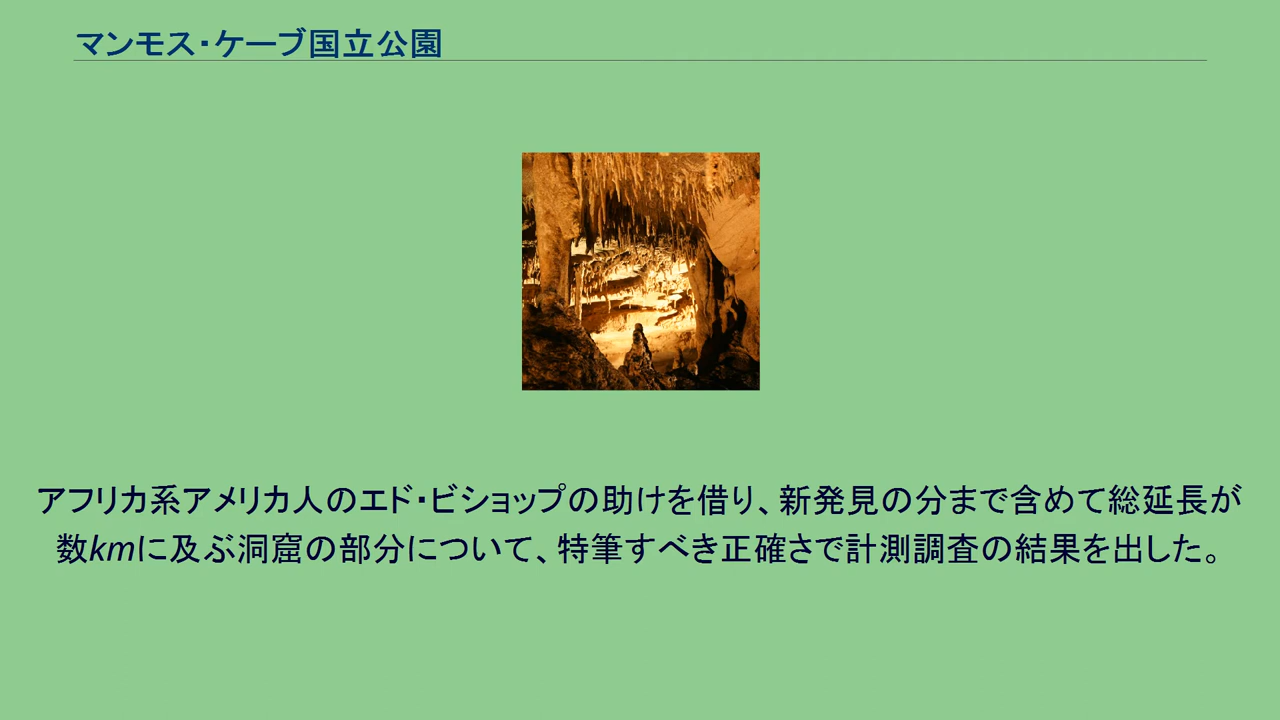 マンモス・ケーブ国立公園
アフリカ系アメリカ人のエド・ビショップの助けを借り、新発見の分まで含めて総延長が
数kmに及ぶ洞窟の部分について、特筆すべき正確さで計測調査の結果を出した。